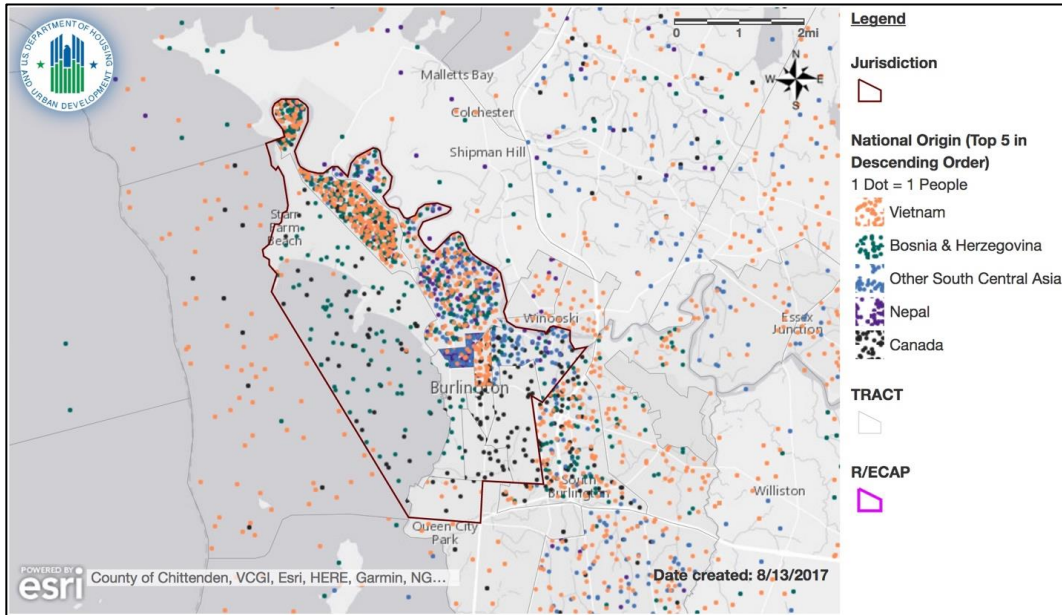 U.S. DEPARTMENT OF HOUSING
AND URBAN DEVELOPMENT
0 1 2mi
N
W E
S
Malletts Bay
Colchester
Shipman Hill
Starr
Farm
Beach
Winooski
Essex
Junction
Burlington
South
Burlington
Williston
Queen City
Park
POWERED BY
esri
County of Chittenden, VCGI, Esri, HERE, Garmin, NG...
Date created: 8/13/2017
Legend
Jurisdiction
National Origin (Top 5 in
Descending Order)
1 Dot = 1 People
Vietnam
Bosnia & Herzegovina
Other South Central Asia
Nepal
Canada
TRACT
R/ECAP